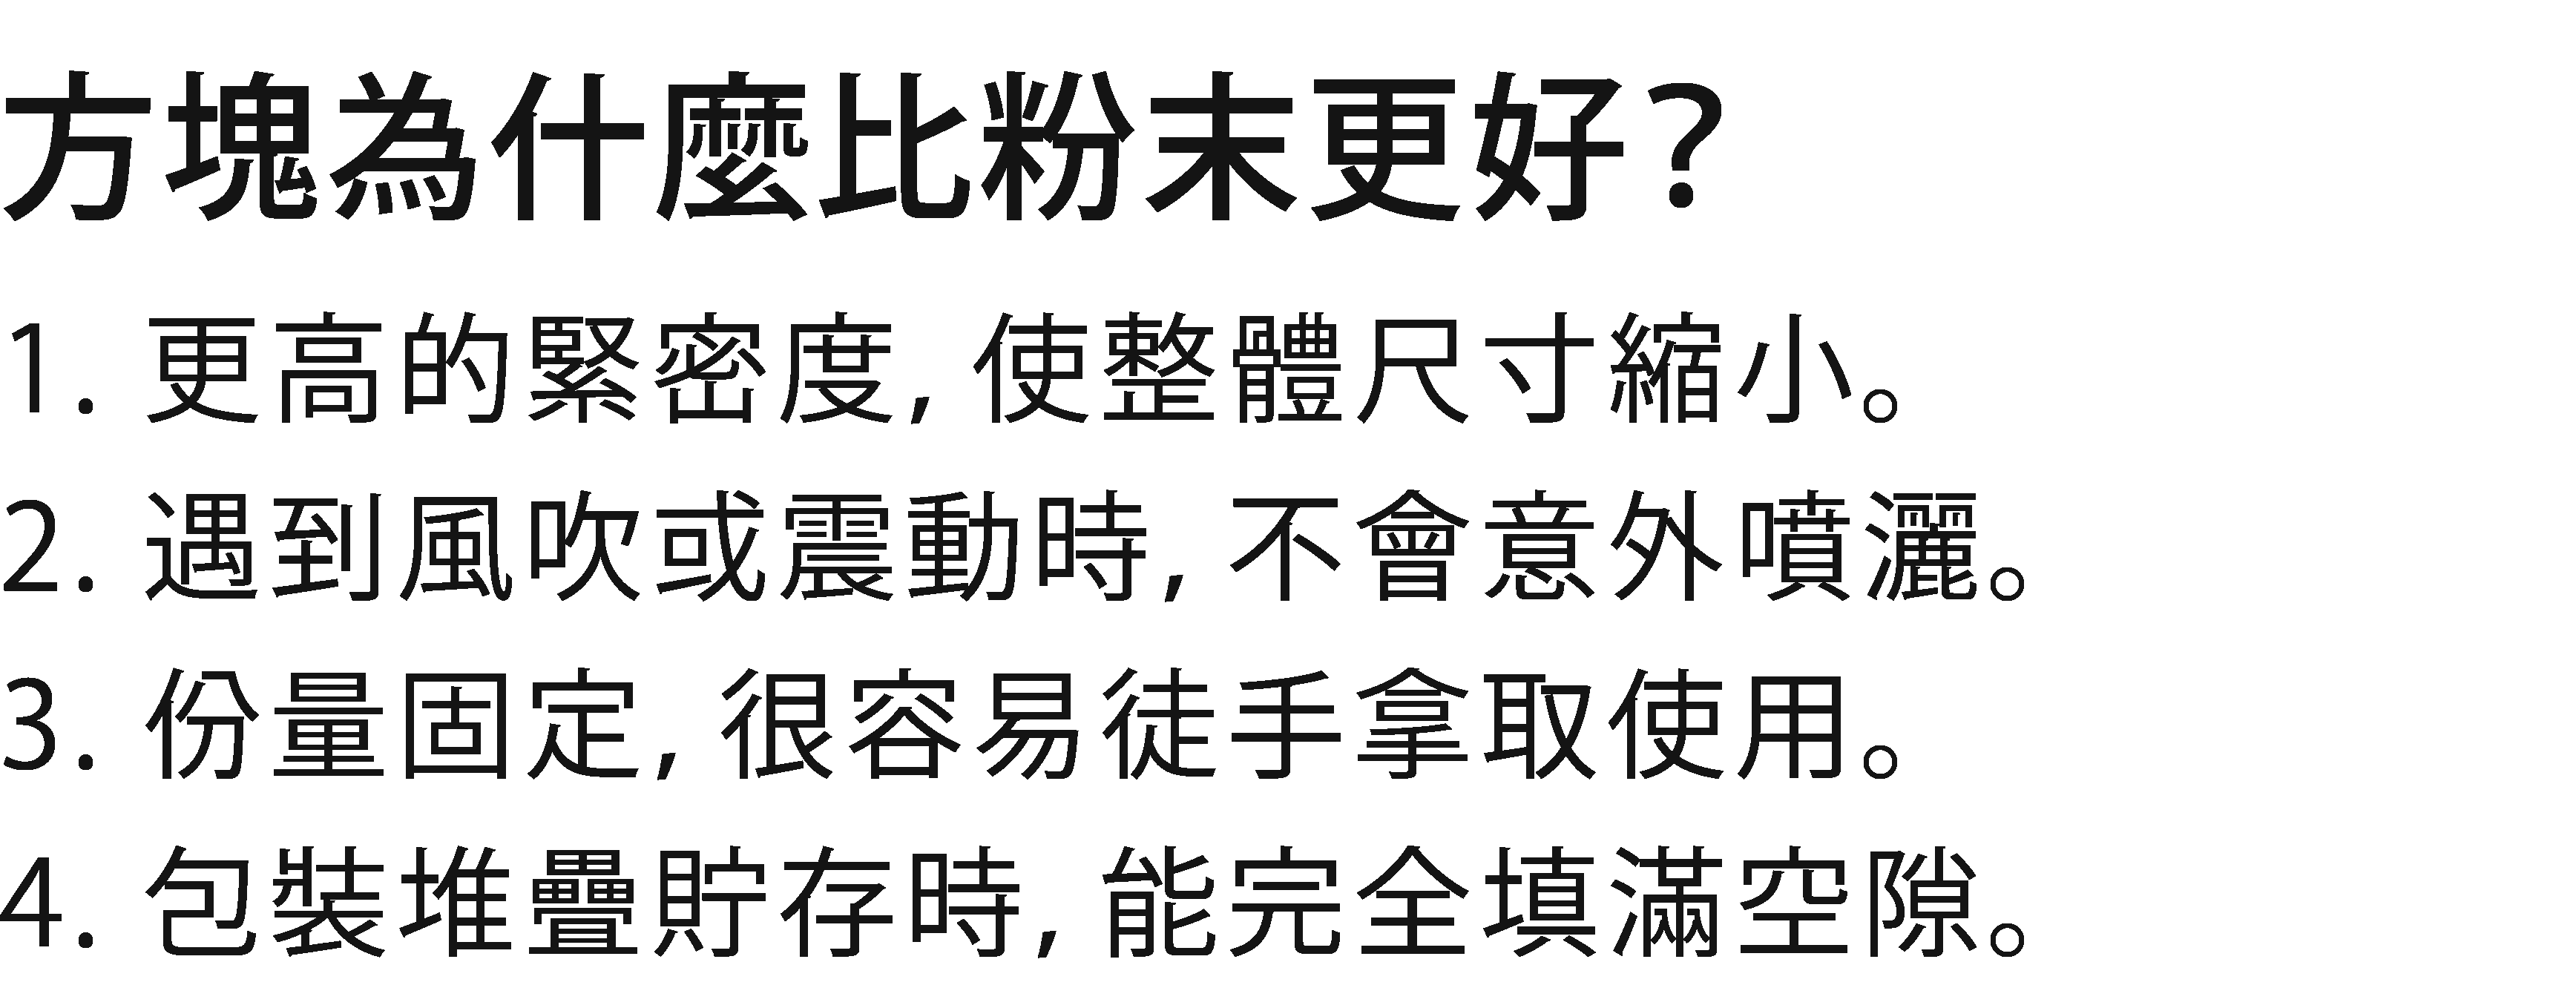 方塊為什麼比粉末更好?
1. 更高的緊密度, 使整體尺寸縮小。
2. 遇到風吹或震動時, 不會意外噴灑。
3. 份量固定, 很容易徒手拿取使用。
4. 包裝堆疊貯存時, 能完全填滿空隙。